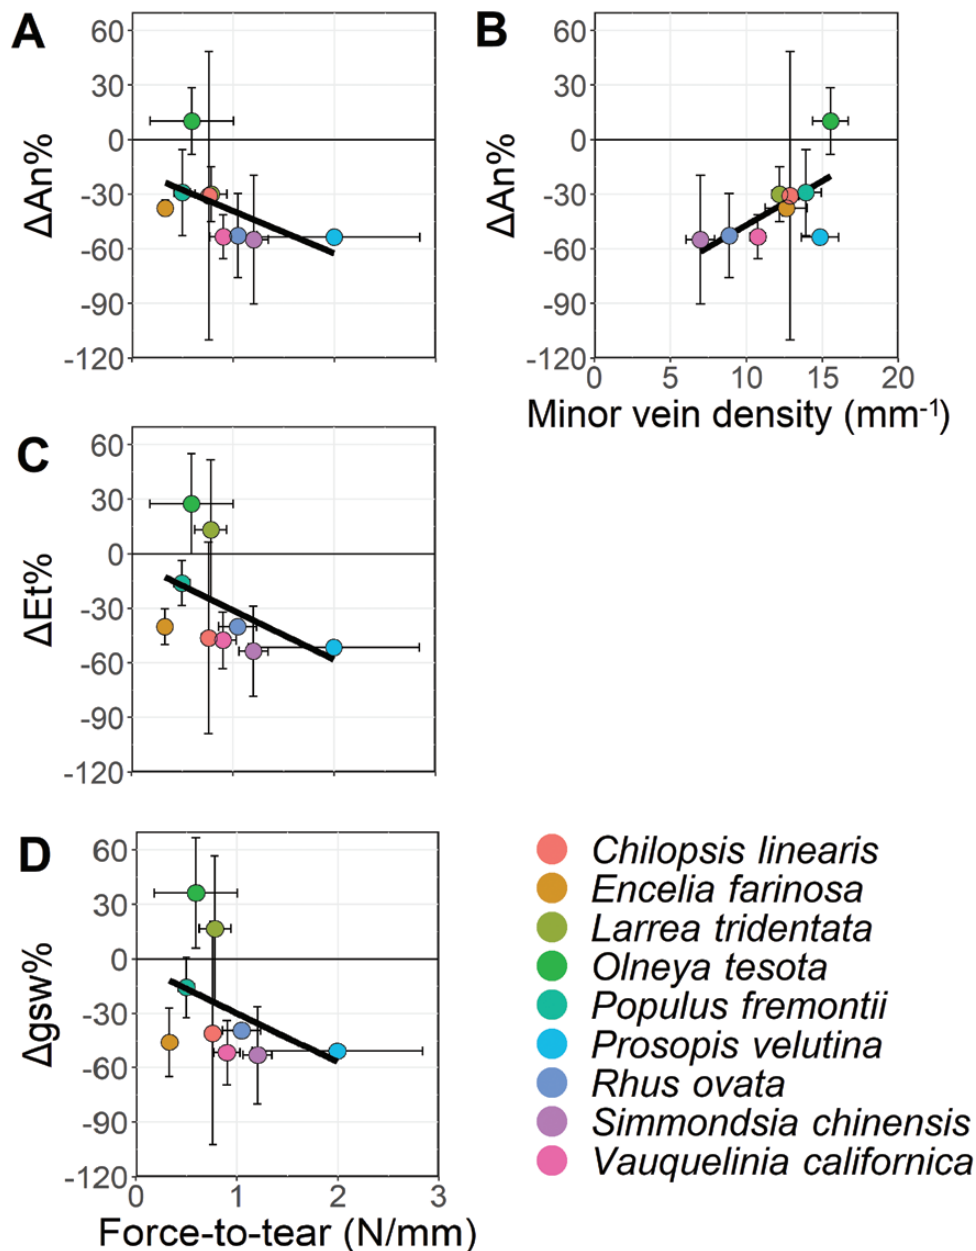 A
60
30
0
-30
-60
-90
-120
ΔAn%
B
60
30
0
-30
-60
-90
-120
ΔAn%
0 5 10 15 20
Minor vein density (mm⁻¹)
C
60
30
0
-30
-60
-90
-120
ΔEt%
D
60
30
0
-30
-60
-90
-120
Δgsw%
0 1 2 3
Force-to-tear (N/mm)
Chilopsis linearis
Encelia farinosa
Larrea tridentata
Olneya tesota
Populus fremontii
Prosopis velutina
Rhus ovata
Simmondsia chinensis
Vauquelinia californica